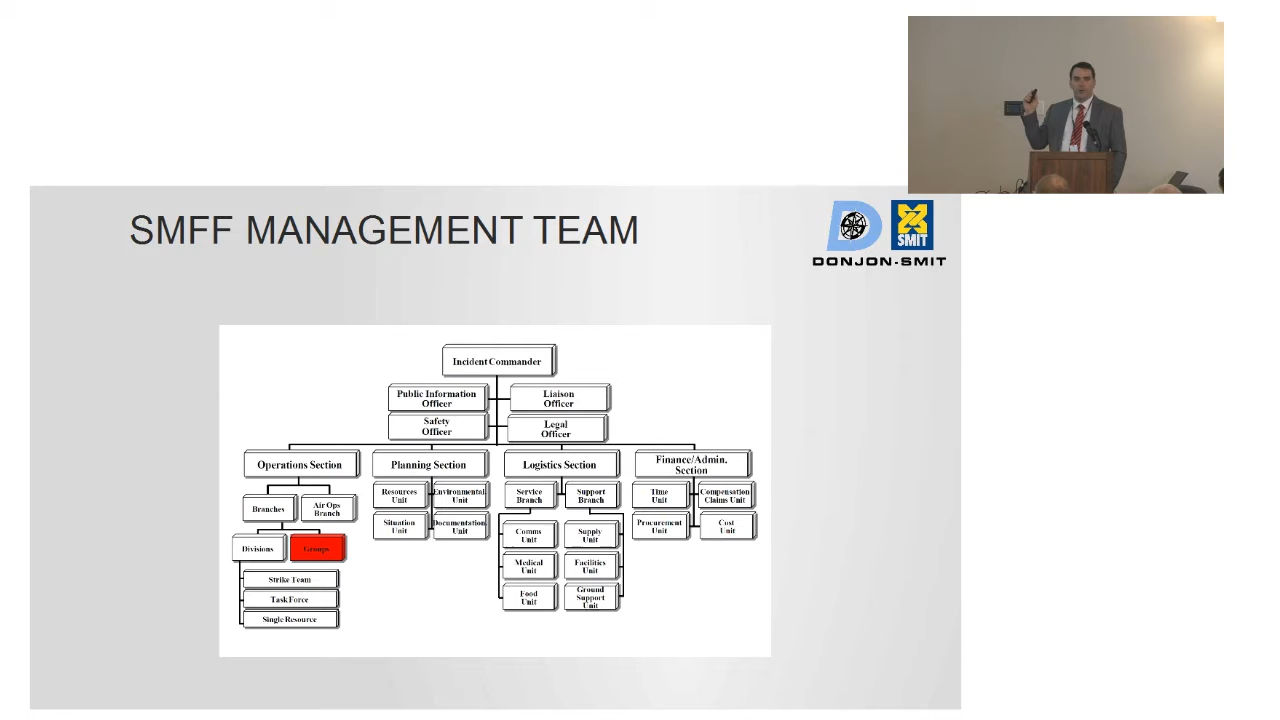 SMFF MANAGEMENT TEAM
D
SMIT
DONJON-SMIT
Incident Commander
Public Information
Officer
Liaison
Officer
Safety
Officer
Legal
Officer
Operations Section
Planning Section
Logistics Section
Finance/Admin.
Section
Branches
Air Ops
Branch
Resources
Unit
Environmental
Unit
Service
Branch
Support
Branch
Time
Unit
Compensation
Claims Unit
Situation
Unit
Documentation
Unit
Procurement
Unit
Cost
Unit
Divisions
Groups
Comms
Unit
Supply
Unit
Medical
Unit
Facilities
Unit
Food
Unit
Ground
Support
Unit
Strike Team
Task Force
Single Resource